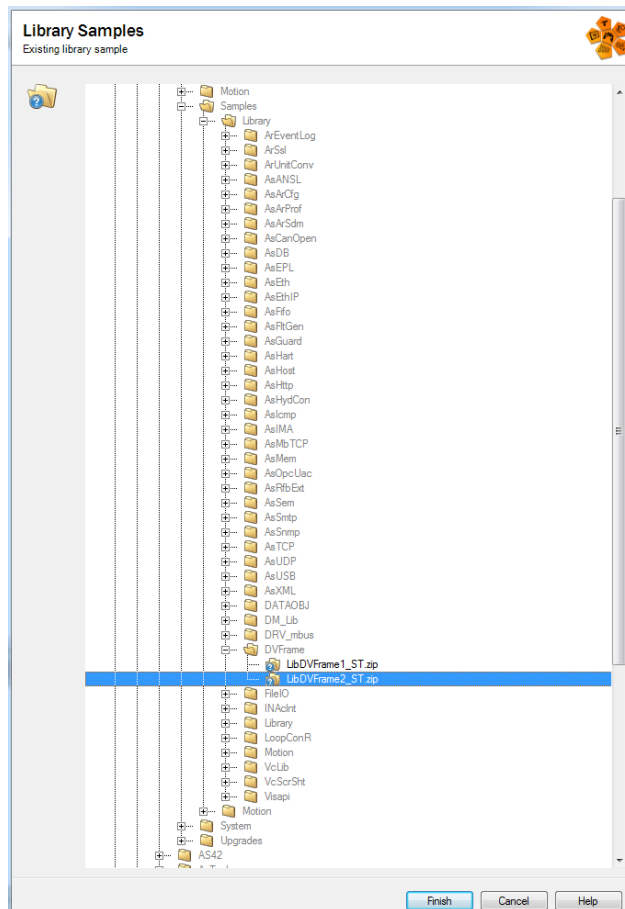 Library Samples
Existing library sample
Motion
Samples
Library
ArEventLog
ArSsl
ArUnitConv
AsANSL
AsArCfg
AsArProf
AsArSdm
AsCanOpen
AsDB
AsEPL
AsEth
AsEthIP
AsFifo
AsFltGen
AsGuard
AsHart
AsHost
AsHttp
AsHydCon
AsIcmp
AsIMA
AsMbTCP
AsMem
AsOpcUac
AsRfbExt
AsSem
AsSmtp
AsSnmp
AsTCP
AsUDP
AsUSB
AsXML
DATAOBJ
DM_Lib
DRV_mbus
DVFrame
LibDVFrame1_ST.zip
LibDVFrame2_ST.zip
FileIO
INAclnt
Library
LoopConR
Motion
VcLib
VcScrSht
Visapi
Motion
System
Upgrades
AS42
Finish Cancel Help